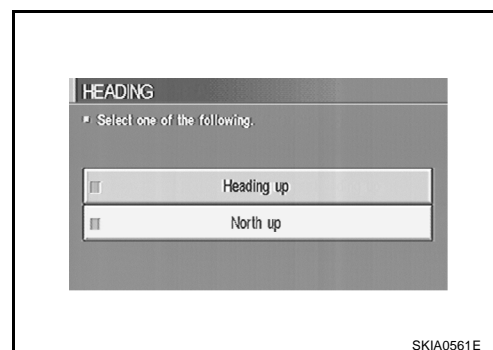 HEADING
Select one of the following.
Heading up
North up
SKIA0561E